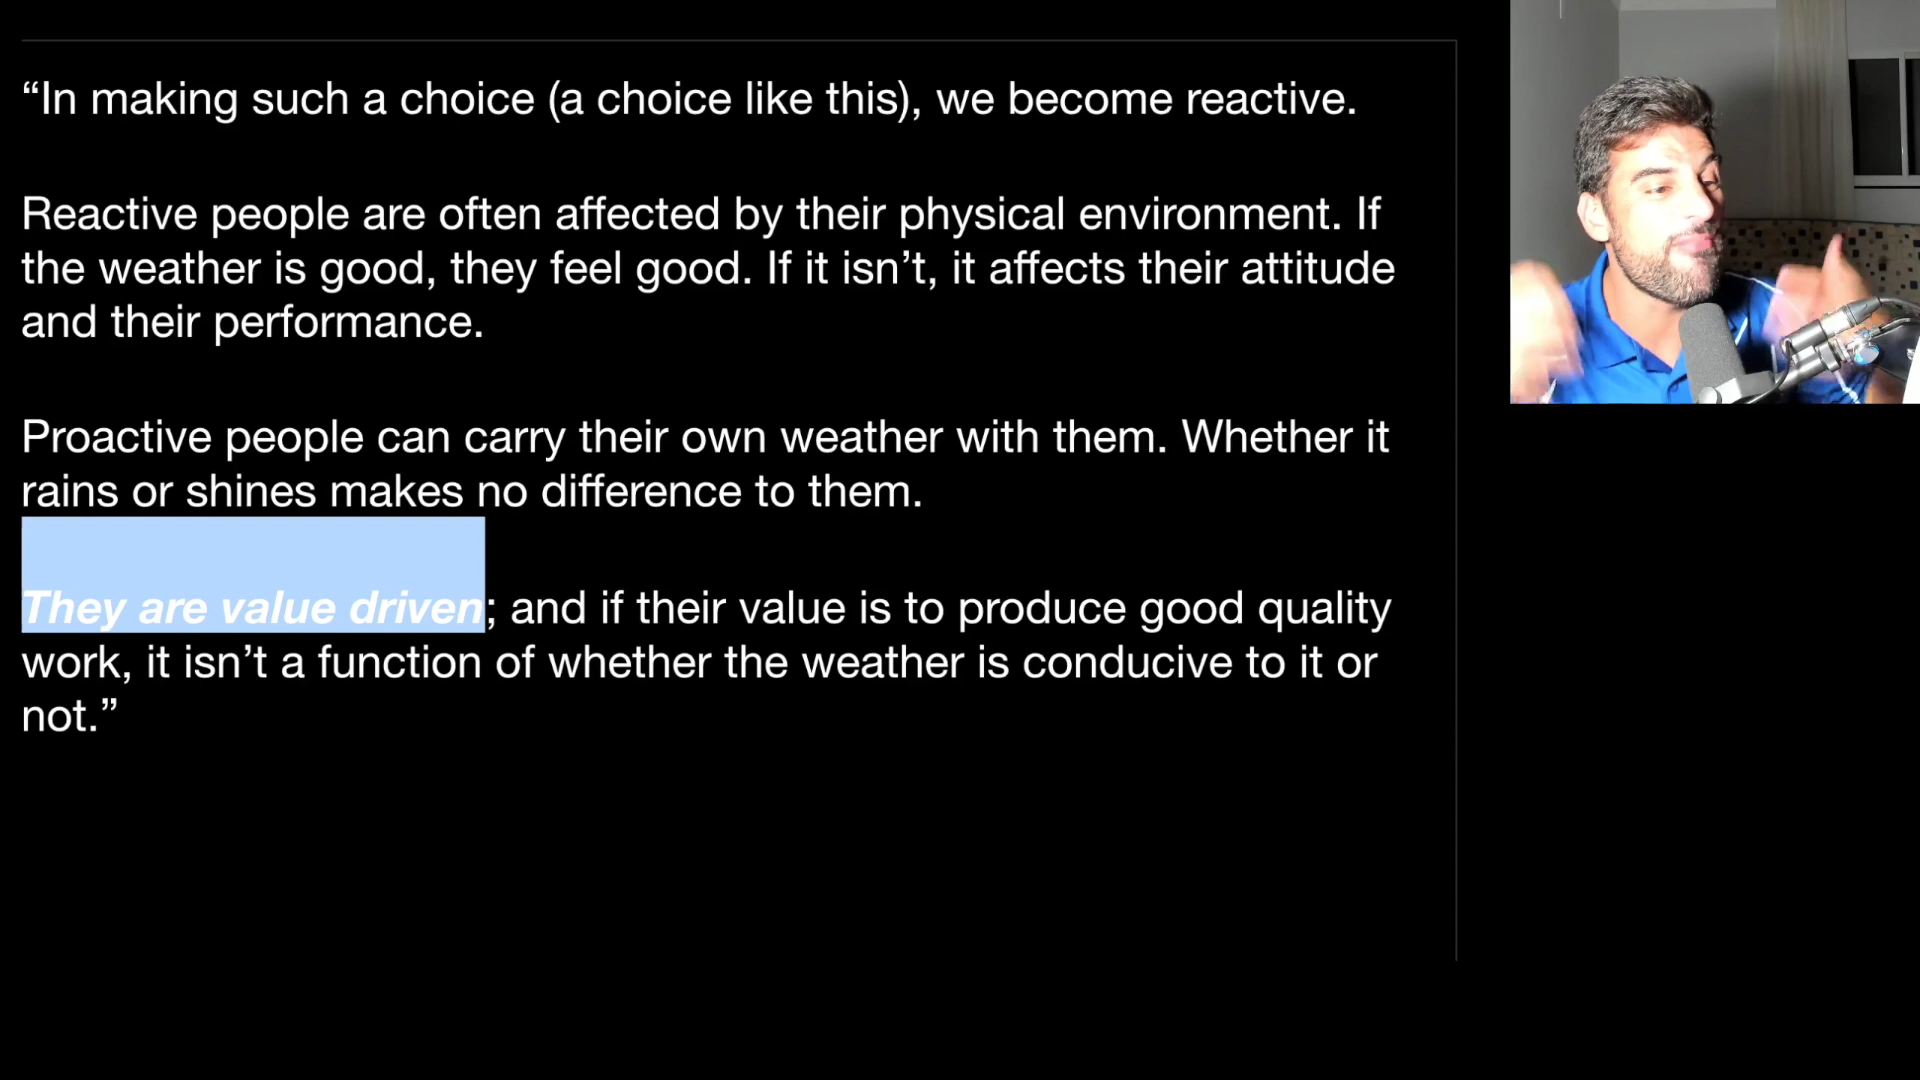 “In making such a choice (a choice like this), we become reactive.
Reactive people are often affected by their physical environment. If
the weather is good, they feel good. If it isn’t, it affects their attitude
and their performance.
Proactive people can carry their own weather with them. Whether it
rains or shines makes no difference to them.
They are value driven; and if their value is to produce good quality
work, it isn’t a function of whether the weather is conducive to it or
not.”